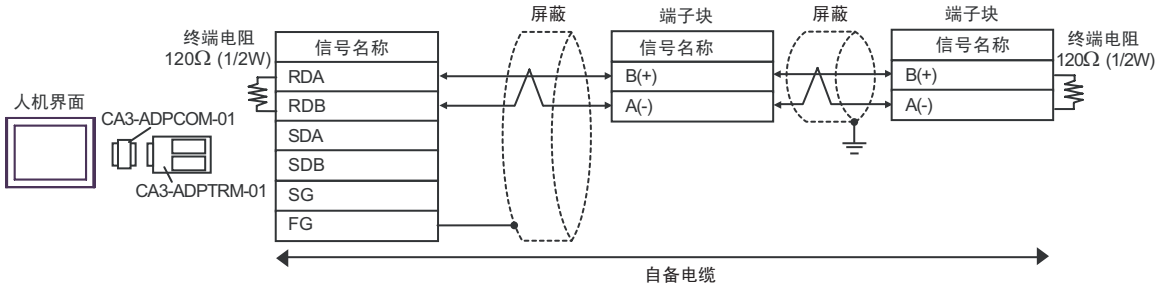 屏蔽
端子块
屏蔽
端子块
终端电阻
120Ω (1/2W)
信号名称
信号名称
信号名称
终端电阻
120Ω (1/2W)
RDA
B(+)
B(+)
RDB
A(-)
A(-)
人机界面
CA3-ADPCOM-01
SDA
SDB
CA3-ADPTRM-01
SG
FG
自备电缆